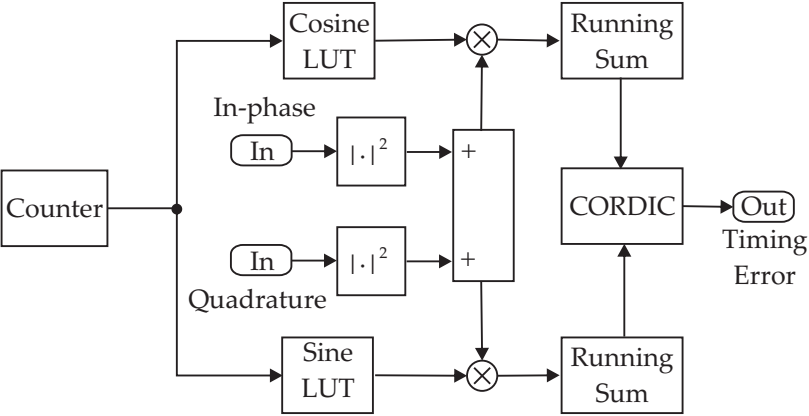 Cosine
LUT
Running
Sum
In-phase
In
|·|²
+
Counter
CORDIC
Out
Timing
Error
In
|·|²
+
Quadrature
Sine
LUT
Running
Sum